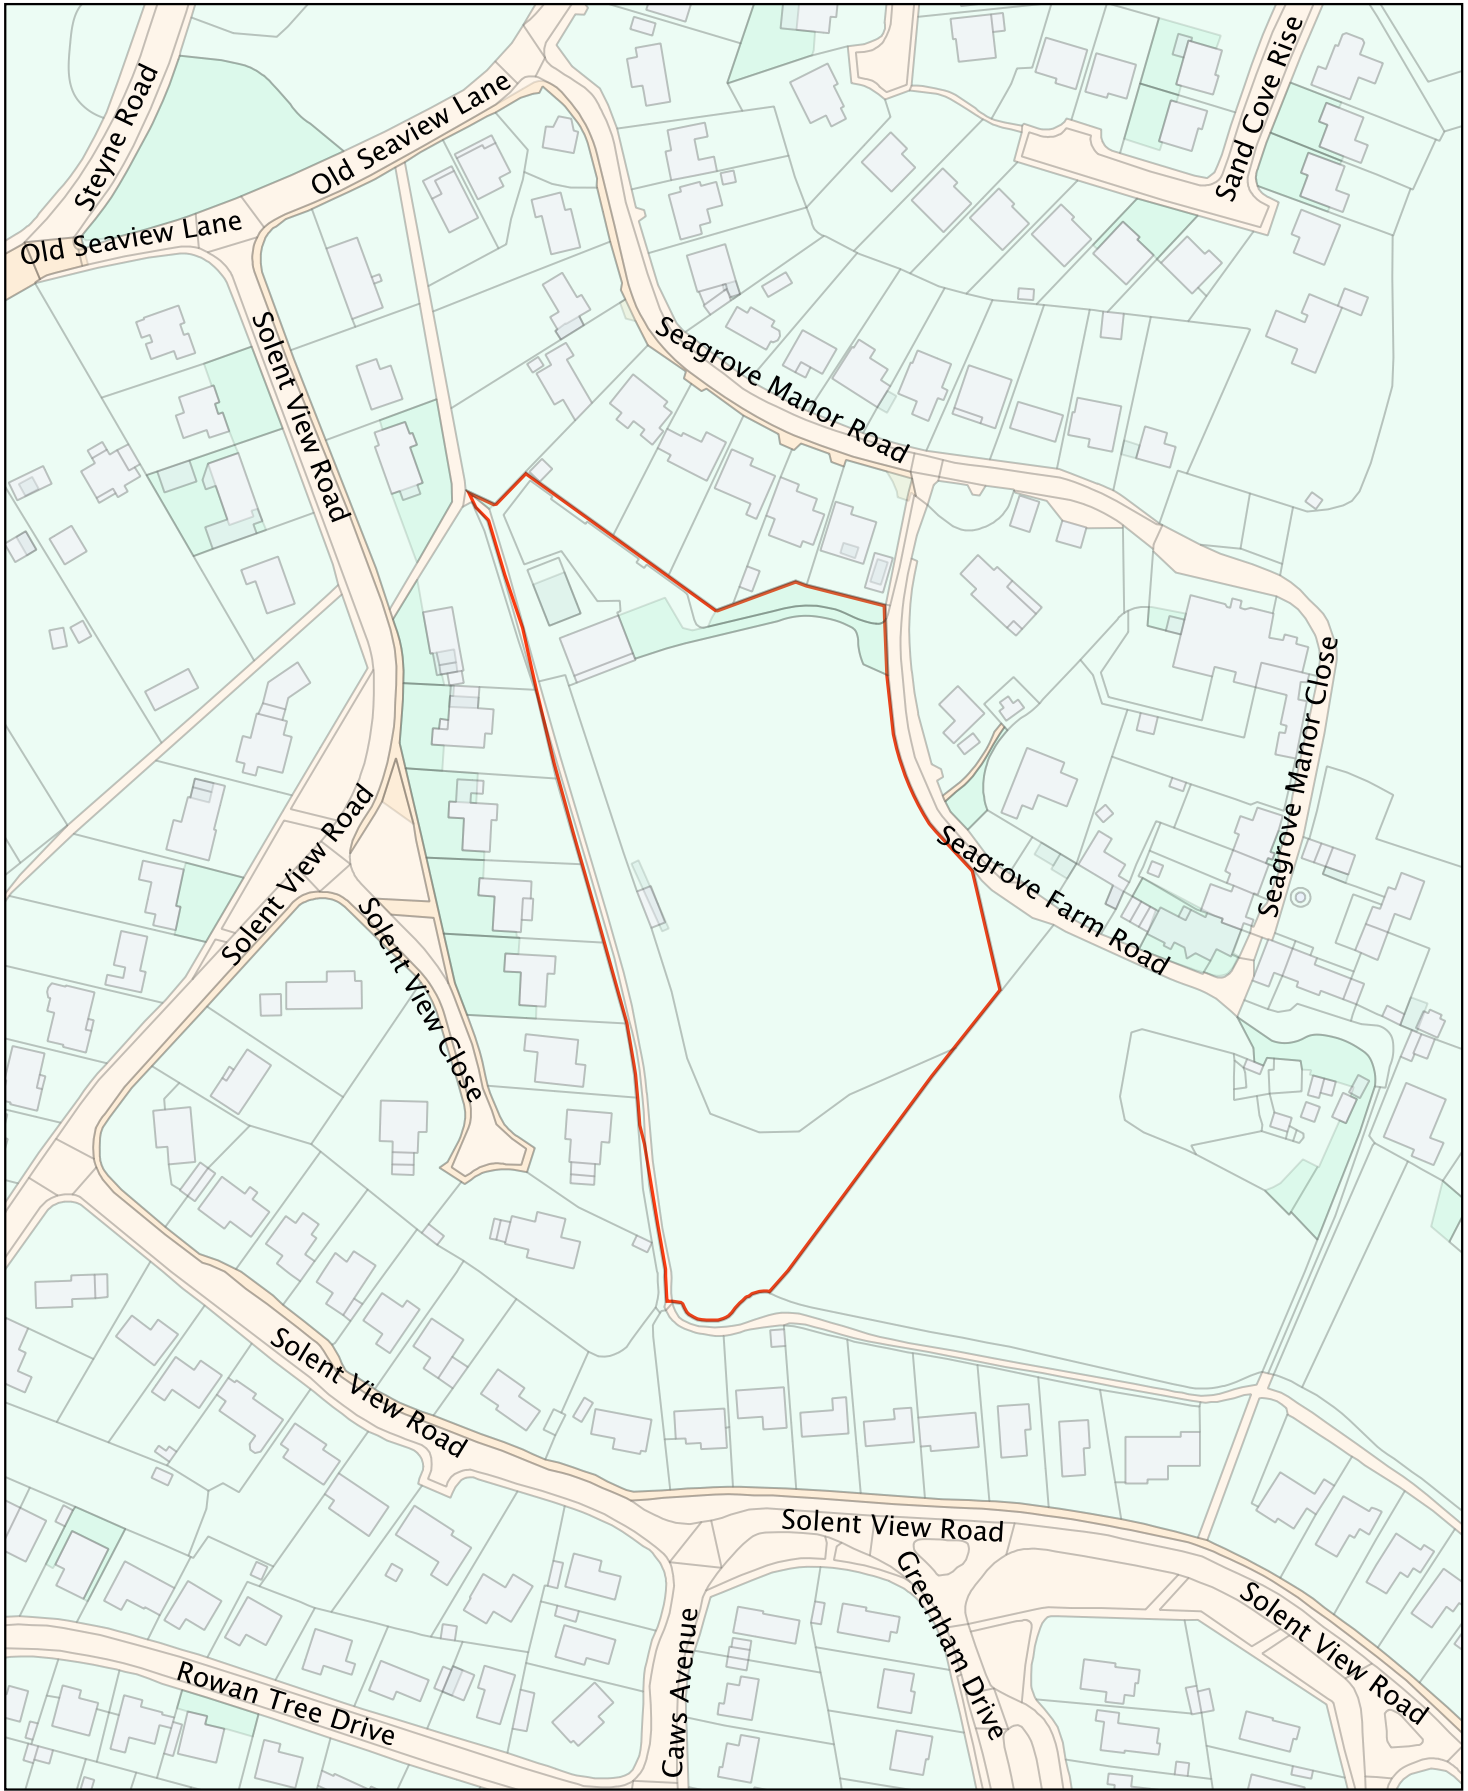 Steyne Road
Old Seaview Lane
Old Seaview Lane
Sand Cove Rise
Solent View Road
Seagrove Manor Road
Seagrove Manor Close
Solent View Road
Seagrove Farm Road
Solent View Close
Solent View Road
Solent View Road
Greenham Drive
Solent View Road
Caws Avenue
Rowan Tree Drive